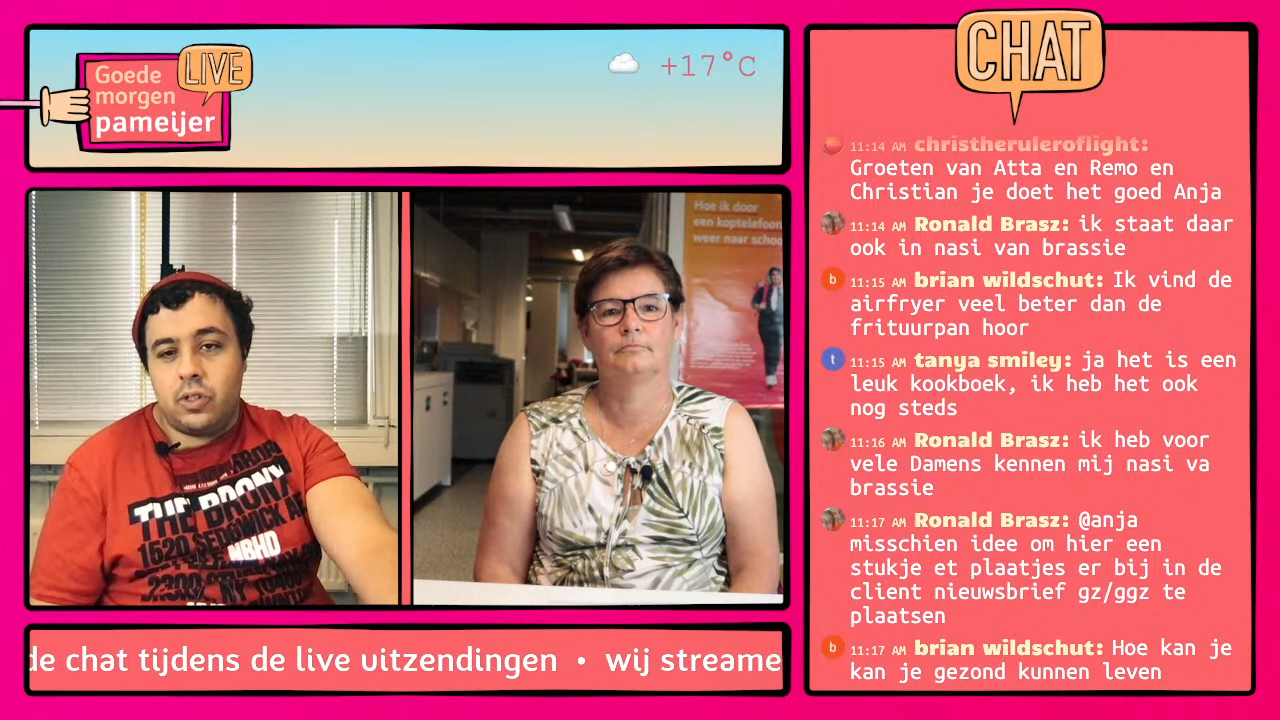 Goede
morgen
pameijer
LIVE
+17°C
CHAT
11:14 AM christheruleroflight:
Groeten van Atta en Remo en
Christian je doet het goed Anja
11:14 AM Ronald Brasz: ik staat daar
ook in nasi van brassie
b 11:15 AM brian wildschut: Ik vind de
airfryer veel beter dan de
frituurpan hoor
t 11:15 AM tanya smiley: ja het is een
leuk kookboek, ik heb het ook
nog steds
11:16 AM Ronald Brasz: ik heb voor
vele Damens kennen mij nasi va
brassie
11:17 AM Ronald Brasz: @anja
misschien idee om hier een
stukje et plaatjes er bij in de
client nieuwsbrief gz/ggz te
plaatsen
b 11:17 AM brian wildschut: Hoe kan je
kan je gezond kunnen leven
Hoe ik door
een koptelefoon
weer naar schoo
THE BRONX
NBHD
de chat tijdens de live uitzendingen • wij streame